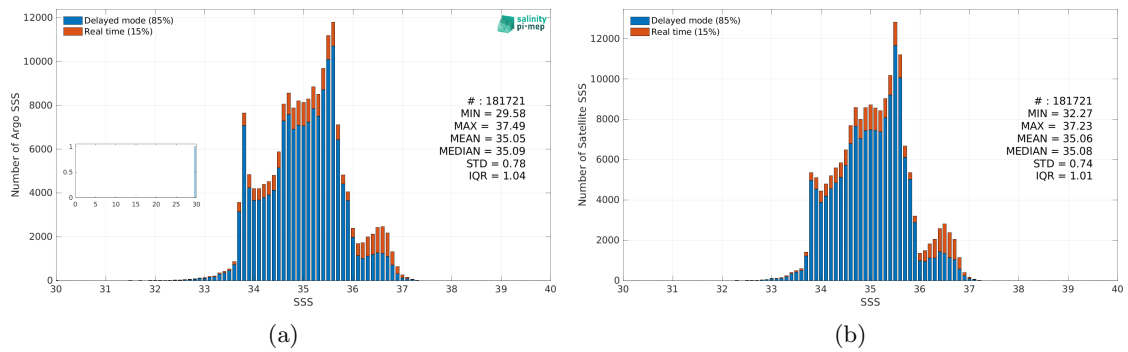 Delayed mode (85%)
Real time (15%)
salinity
pi-mep
# : 181721
MIN = 29.58
MAX = 37.49
MEAN = 35.05
MEDIAN = 35.09
STD = 0.78
IQR = 1.04
Number of Argo SSS
12000
10000
8000
6000
4000
2000
0
1
0.5
0
0 5 10 15 20 25 30
30 31 32 33 34 35 36 37 38 39 40
SSS
(a)
Delayed mode (85%)
Real time (15%)
# : 181721
MIN = 32.27
MAX = 37.23
MEAN = 35.06
MEDIAN = 35.08
STD = 0.74
IQR = 1.01
Number of Satellite SSS
12000
10000
8000
6000
4000
2000
0
30 31 32 33 34 35 36 37 38 39 40
SSS
(b)